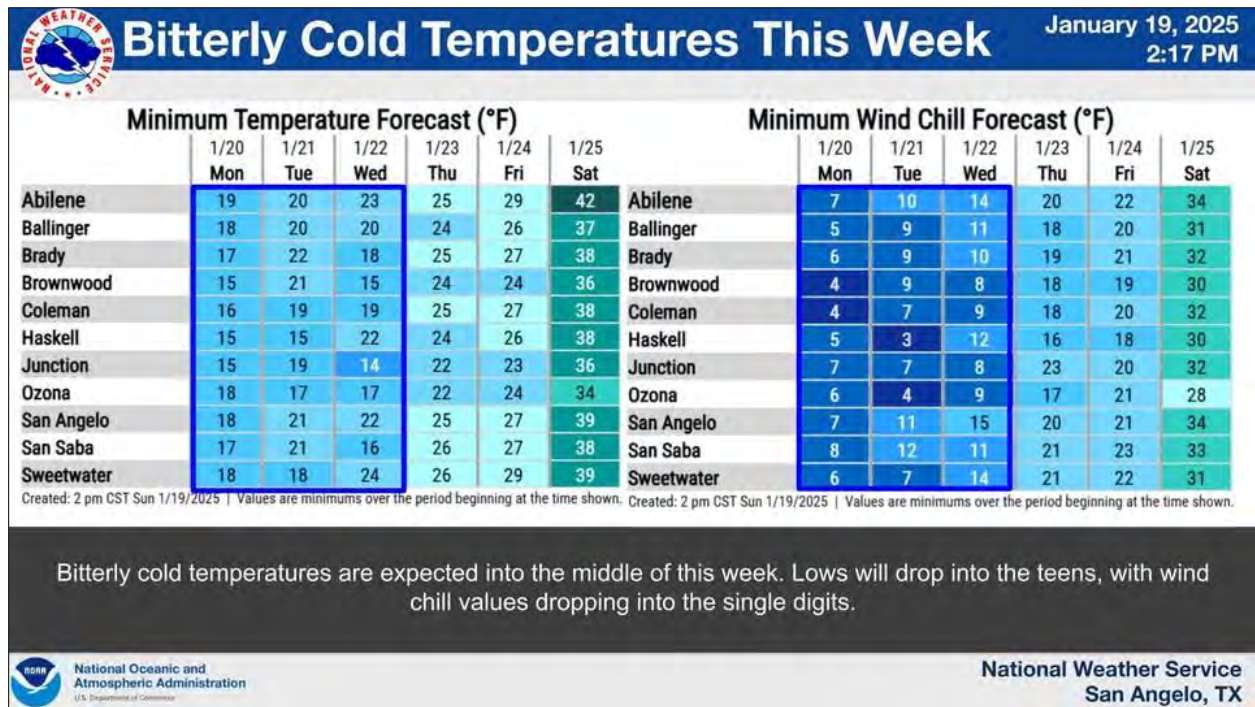 NATIONAL WEATHER SERVICE
Bitterly Cold Temperatures This Week
January 19, 2025
2:17 PM
Minimum Temperature Forecast (°F)
1/20 1/21 1/22 1/23 1/24 1/25
Mon Tue Wed Thu Fri Sat
Abilene 19 20 23 25 29 42
Ballinger 18 20 20 24 26 37
Brady 17 22 18 25 27 38
Brownwood 15 21 15 24 24 36
Coleman 16 19 19 25 27 38
Haskell 15 15 22 24 26 38
Junction 15 19 14 22 23 36
Ozona 18 17 17 22 24 34
San Angelo 18 21 22 25 27 39
San Saba 17 21 16 26 27 38
Sweetwater 18 18 24 26 29 39
Created: 2 pm CST Sun 1/19/2025 | Values are minimums over the period beginning at the time shown.
Minimum Wind Chill Forecast (°F)
1/20 1/21 1/22 1/23 1/24 1/25
Mon Tue Wed Thu Fri Sat
Abilene 7 10 14 20 22 34
Ballinger 5 9 11 18 20 31
Brady 6 9 10 19 21 32
Brownwood 4 9 8 18 19 30
Coleman 4 7 9 18 20 32
Haskell 5 3 12 16 18 30
Junction 7 7 8 23 20 32
Ozona 6 4 9 17 21 28
San Angelo 7 11 15 20 21 34
San Saba 8 12 11 21 23 33
Sweetwater 6 7 14 21 22 31
Created: 2 pm CST Sun 1/19/2025 | Values are minimums over the period beginning at the time shown.
Bitterly cold temperatures are expected into the middle of this week. Lows will drop into the teens, with wind
chill values dropping into the single digits.
NOAA
National Oceanic and
Atmospheric Administration
U.S. Department of Commerce
National Weather Service
San Angelo, TX